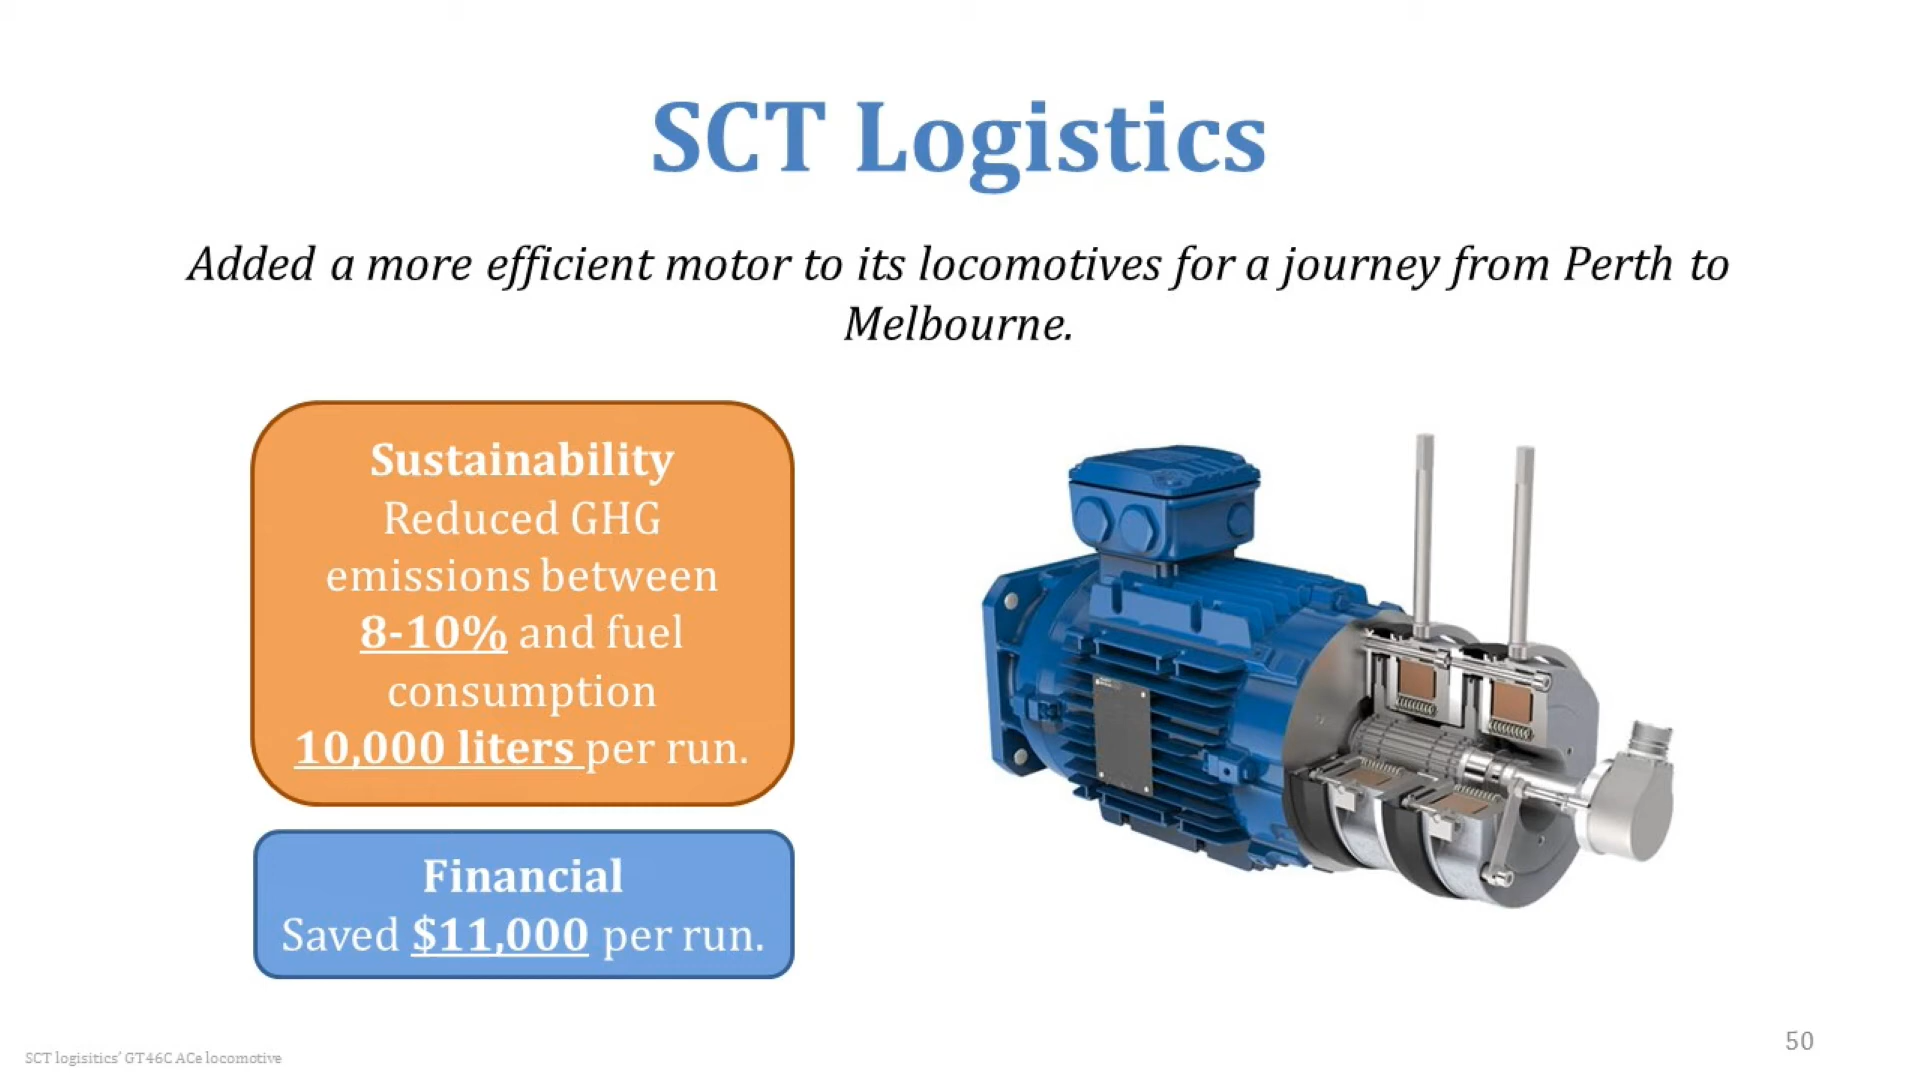 SCT Logistics
Added a more efficient motor to its locomotives for a journey from Perth to
Melbourne.
Sustainability
Reduced GHG
emissions between
8-10% and fuel
consumption
10,000 liters per run.
Financial
Saved $11,000 per run.
SCT logisitics' GT46C ACe locomotive
50